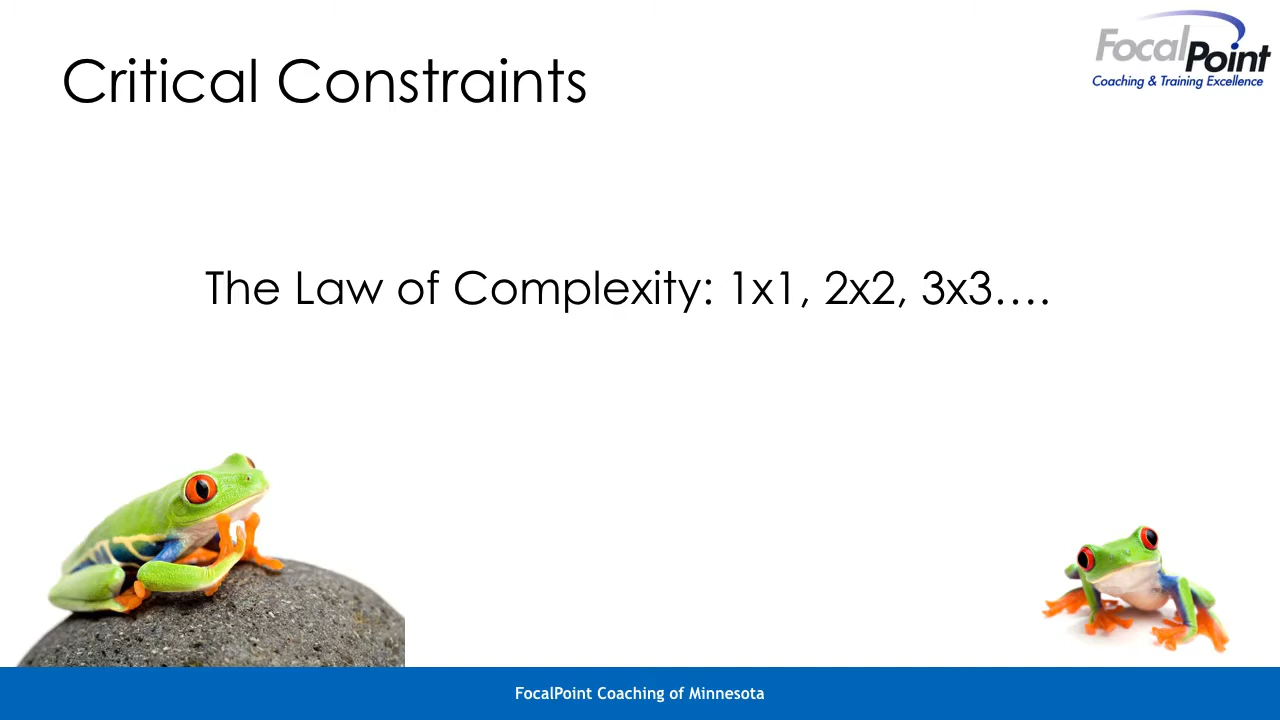 FocalPoint
Coaching & Training Excellence
Critical Constraints
The Law of Complexity: 1x1, 2x2, 3x3....
FocalPoint Coaching of Minnesota